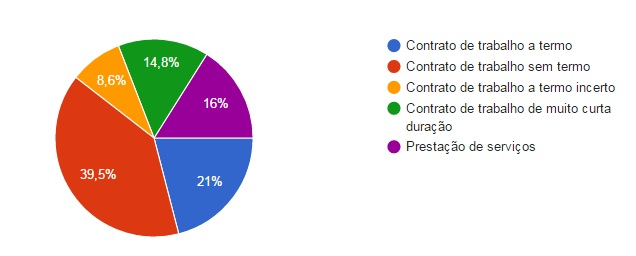 14,8%
8,6%
16%
39,5%
21%
Contrato de trabalho a termo
Contrato de trabalho sem termo
Contrato de trabalho a termo incerto
Contrato de trabalho de muito curta
duração
Prestação de serviços